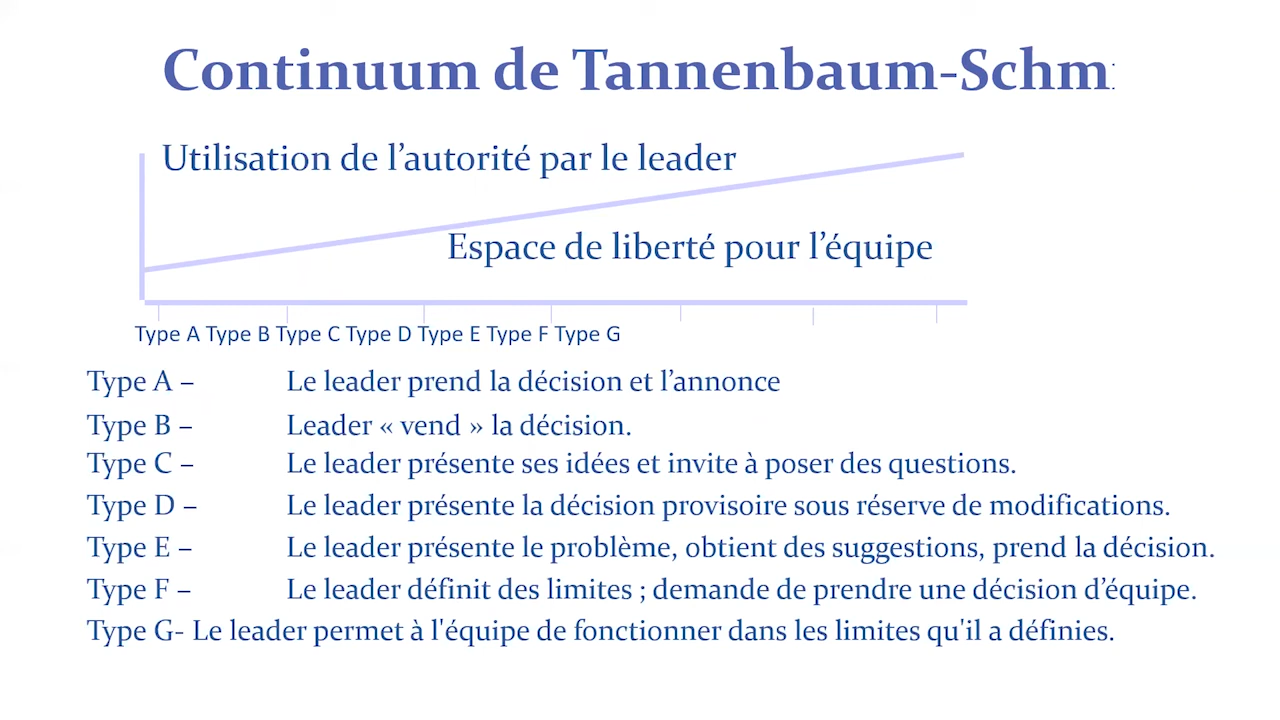 Continuum de Tannenbaum-Schm
Utilisation de l’autorité par le leader
Espace de liberté pour l’équipe
Type A Type B Type C Type D Type E Type F Type G
Type A – Le leader prend la décision et l’annonce
Type B – Leader « vend » la décision.
Type C – Le leader présente ses idées et invite à poser des questions.
Type D – Le leader présente la décision provisoire sous réserve de modifications.
Type E – Le leader présente le problème, obtient des suggestions, prend la décision.
Type F – Le leader définit des limites ; demande de prendre une décision d’équipe.
Type G- Le leader permet à l'équipe de fonctionner dans les limites qu'il a définies.